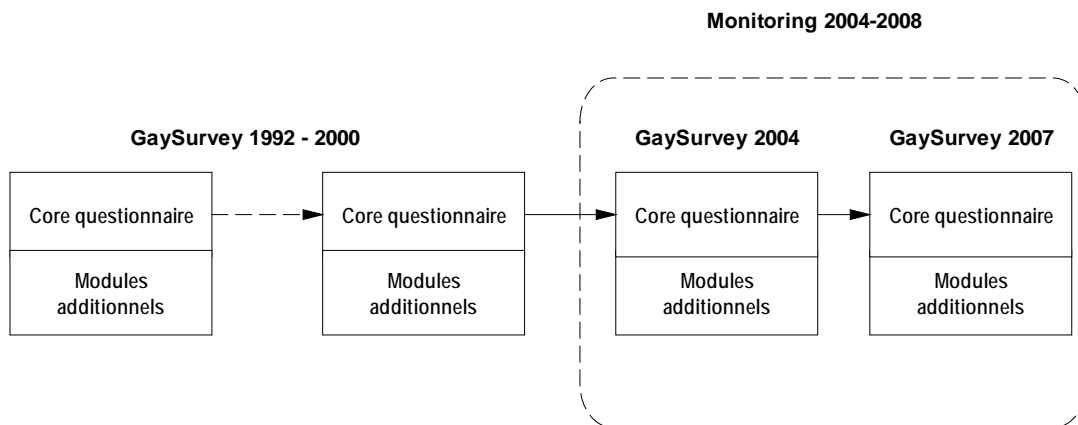 Monitoring 2004-2008
GaySurvey 1992 - 2000
GaySurvey 2004
GaySurvey 2007
Core questionnaire
Core questionnaire
Core questionnaire
Core questionnaire
Modules
additionnels
Modules
additionnels
Modules
additionnels
Modules
additionnels